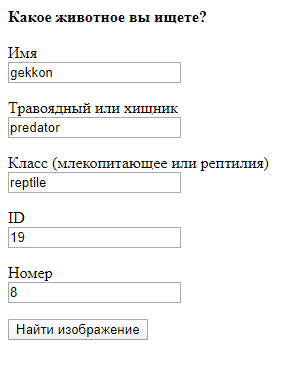 Какое животное вы ищете?
Имя
gekkon
Травоядный или хищник
predator
Класс (млекопитающее или рептилия)
reptile
ID
19
Номер
8
Найти изображение